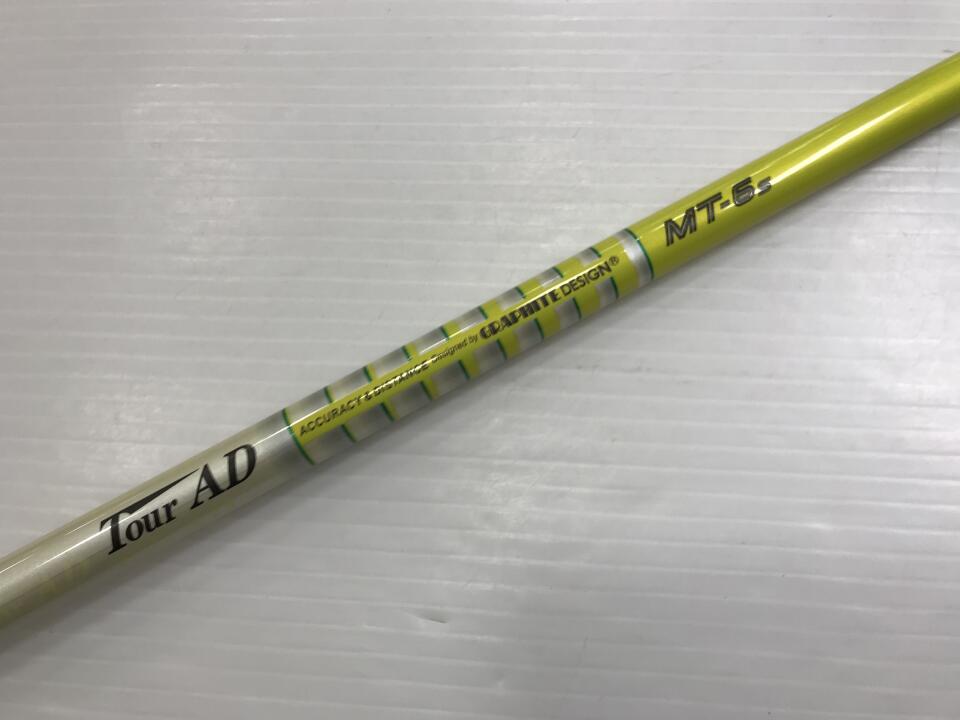 Tour AD
ACCURACY & DISTANCE Designed by GRAPHITE DESIGN®
MT-6s